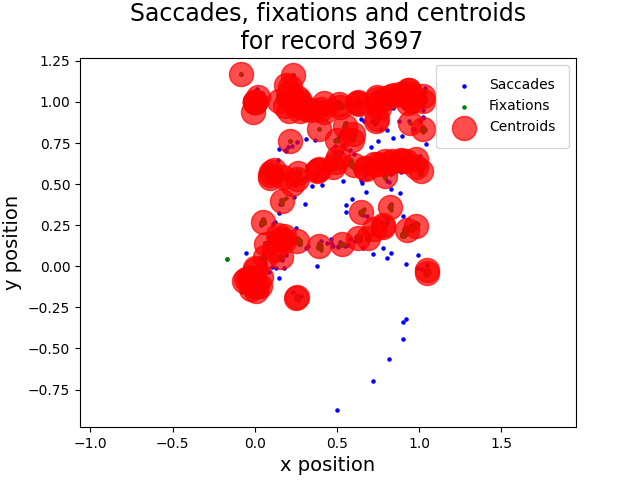 Saccades, fixations and centroids
for record 3697
1.25
1.00
0.75
0.50
0.25
0.00
−0.25
−0.50
−0.75
y position
Saccades
Fixations
Centroids
−1.0
−0.5
0.0
0.5
1.0
1.5
x position